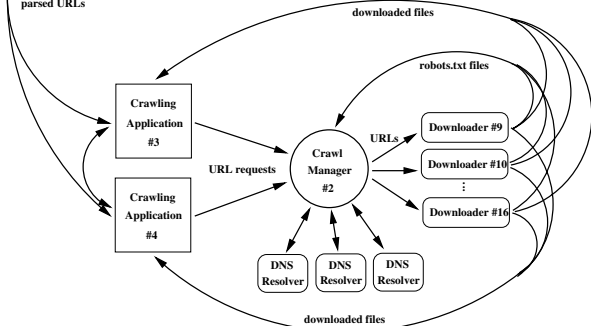 parsed URLs
downloaded files
robots.txt files
Crawling
Application
#3
URL requests
Crawl
Manager
#2
URLs
Downloader #9
Downloader #10
⋮
Downloader #16
Crawling
Application
#4
DNS
Resolver
DNS
Resolver
DNS
Resolver
downloaded files